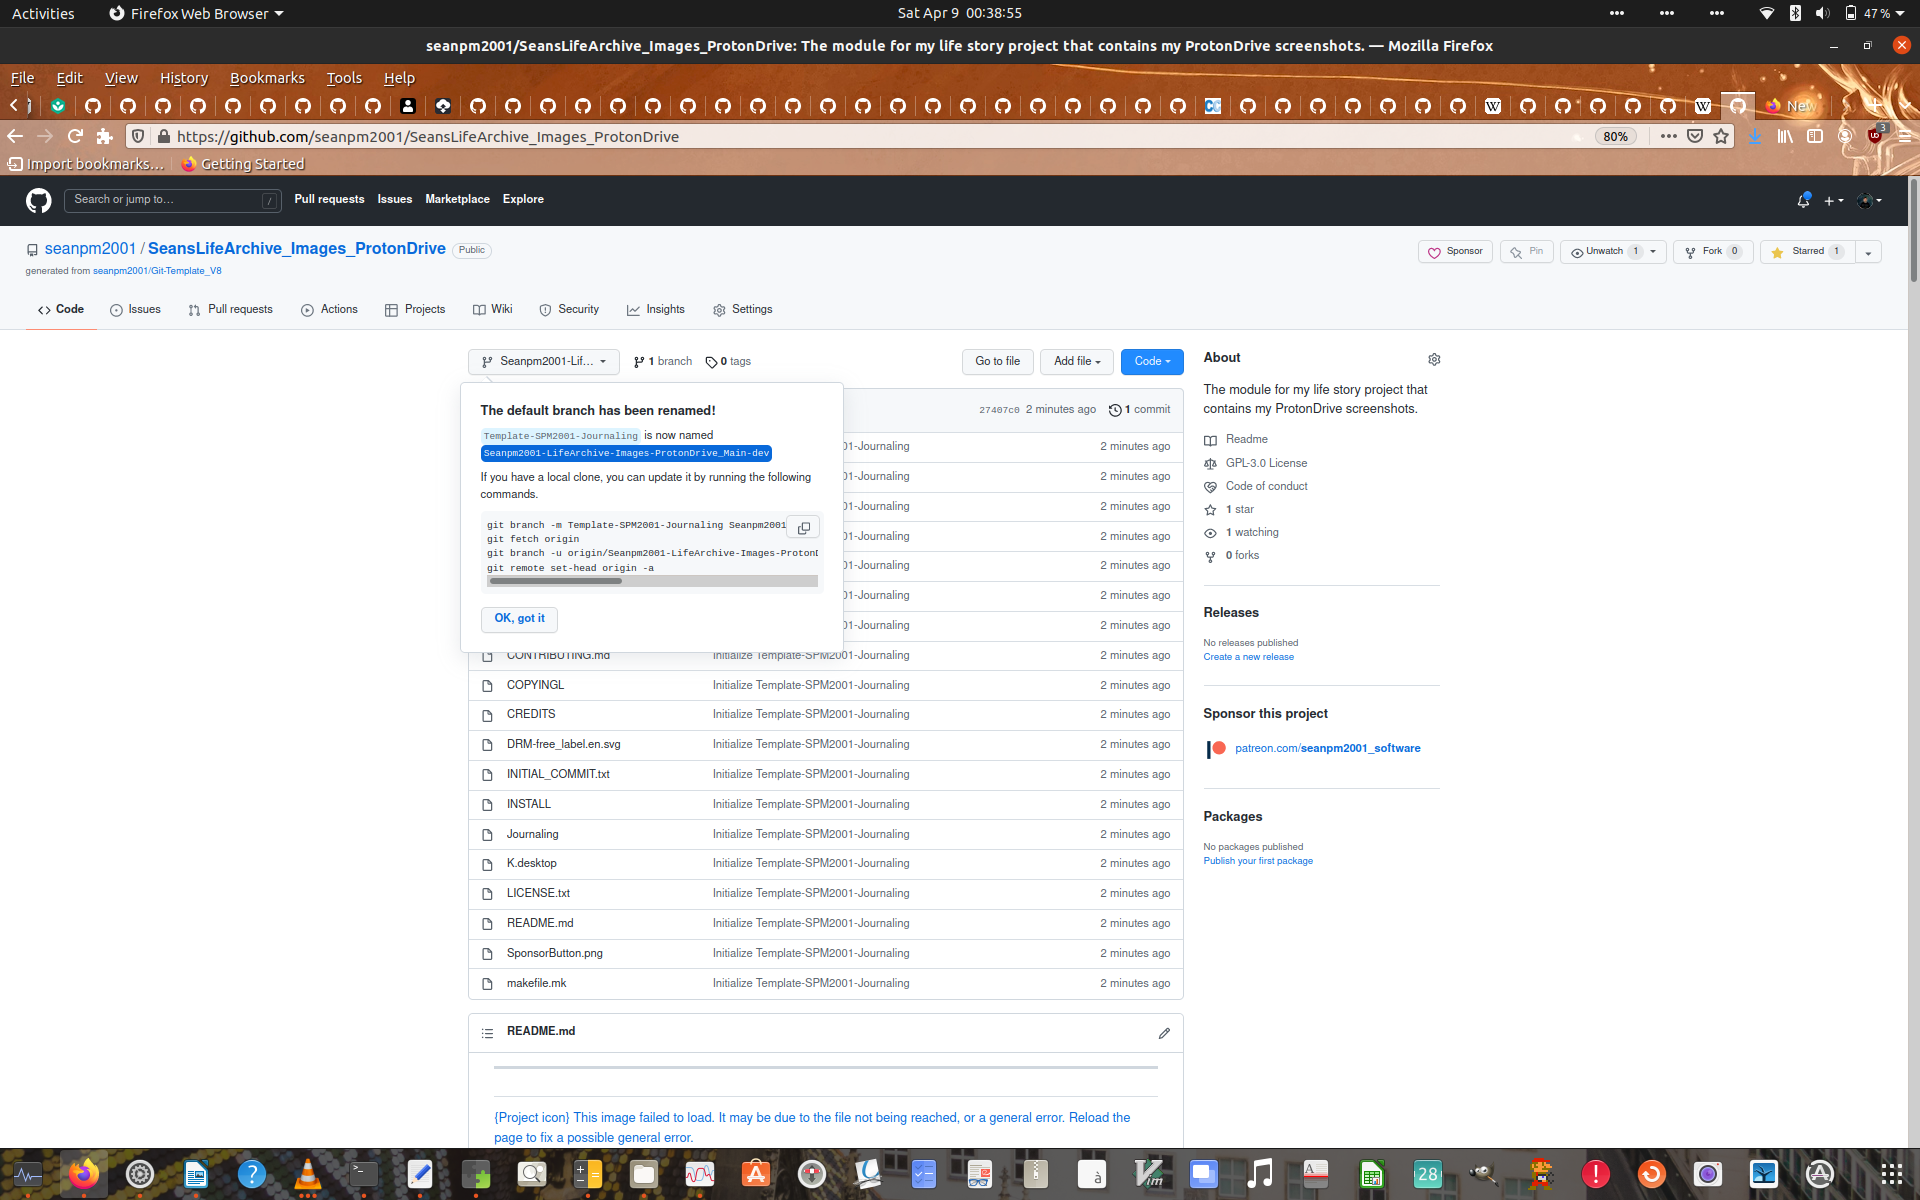 Activities
Firefox Web Browser
Sat Apr 9 00:38:55
47 %
seanpm2001/SeansLifeArchive_Images_ProtonDrive: The module for my life story project that contains my ProtonDrive screenshots. — Mozilla Firefox
File Edit View History Bookmarks Tools Help
New
https://github.com/seanpm2001/SeansLifeArchive_Images_ProtonDrive
80%
3
Import bookmarks...
Getting Started
Search or jump to...
/
Pull requests
Issues
Marketplace
Explore
seanpm2001 / SeansLifeArchive_Images_ProtonDrive
Public
generated from seanpm2001/Git-Template_V8
Sponsor
Pin
Unwatch 1
Fork 0
Starred 1
Code
Issues
Pull requests
Actions
Projects
Wiki
Security
Insights
Settings
Seanpm2001-Lif...
1 branch
0 tags
Go to file
Add file
Code
The default branch has been renamed!
Template-SPM2001-Journaling is now named
Seanpm2001-LifeArchive-Images-ProtonDrive_Main-dev
If you have a local clone, you can update it by running the following
commands.
git branch -m Template-SPM2001-Journaling Seanpm2001
git fetch origin
git branch -u origin/Seanpm2001-LifeArchive-Images-ProtonD
git remote set-head origin -a
OK, got it
27407c0 2 minutes ago
1 commit
01-Journaling 2 minutes ago
01-Journaling 2 minutes ago
01-Journaling 2 minutes ago
01-Journaling 2 minutes ago
01-Journaling 2 minutes ago
01-Journaling 2 minutes ago
01-Journaling 2 minutes ago
CONTRIBUTING.md Initialize Template-SPM2001-Journaling 2 minutes ago
COPYINGL Initialize Template-SPM2001-Journaling 2 minutes ago
CREDITS Initialize Template-SPM2001-Journaling 2 minutes ago
DRM-free_label.en.svg Initialize Template-SPM2001-Journaling 2 minutes ago
INITIAL_COMMIT.txt Initialize Template-SPM2001-Journaling 2 minutes ago
INSTALL Initialize Template-SPM2001-Journaling 2 minutes ago
Journaling Initialize Template-SPM2001-Journaling 2 minutes ago
K.desktop Initialize Template-SPM2001-Journaling 2 minutes ago
LICENSE.txt Initialize Template-SPM2001-Journaling 2 minutes ago
README.md Initialize Template-SPM2001-Journaling 2 minutes ago
SponsorButton.png Initialize Template-SPM2001-Journaling 2 minutes ago
makefile.mk Initialize Template-SPM2001-Journaling 2 minutes ago
README.md
{Project icon} This image failed to load. It may be due to the file not being reached, or a general error. Reload the
page to fix a possible general error.
About
The module for my life story project that
contains my ProtonDrive screenshots.
Readme
GPL-3.0 License
Code of conduct
1 star
1 watching
0 forks
Releases
No releases published
Create a new release
Sponsor this project
patreon.com/seanpm2001_software
Packages
No packages published
Publish your first package
28